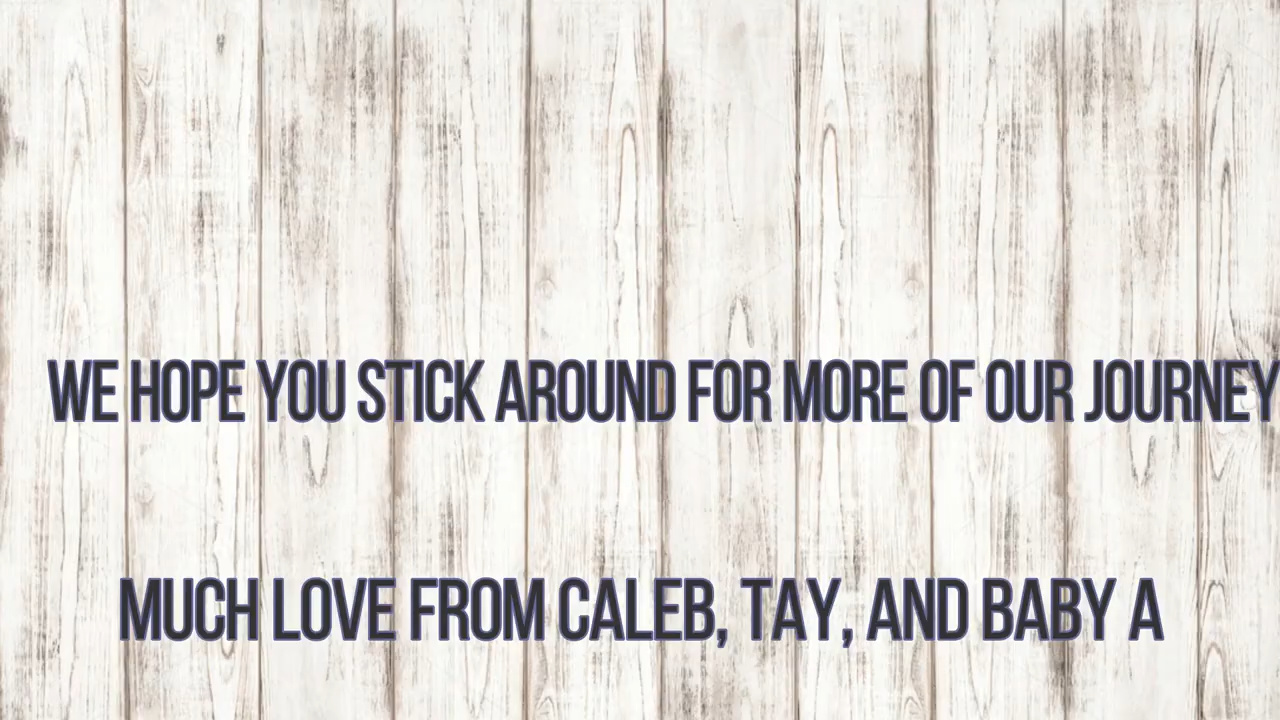 WE HOPE YOU STICK AROUND FOR MORE OF OUR JOURNEY
MUCH LOVE FROM CALEB, TAY, AND BABY A